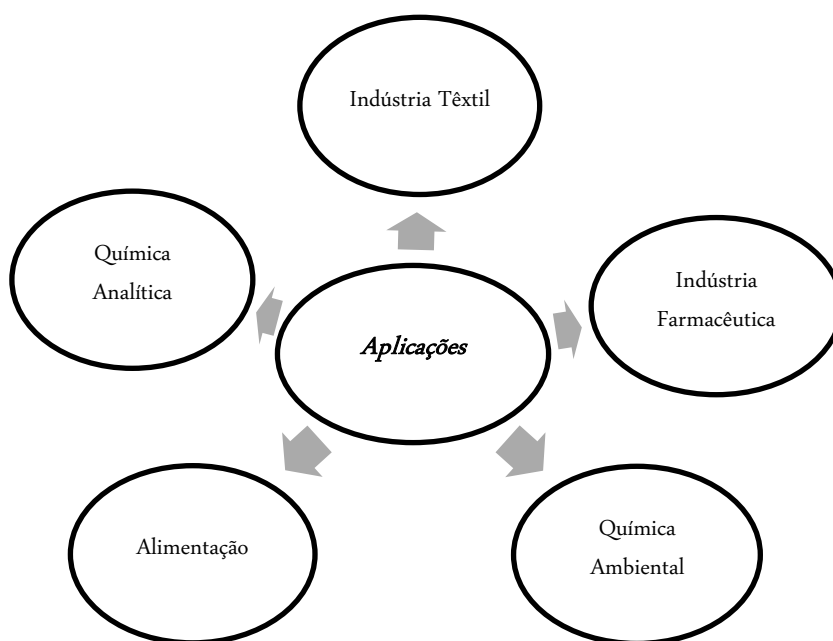 Indústria Têxtil
Química
Analítica
Indústria
Farmacêutica
Aplicações
Alimentação
Química
Ambiental